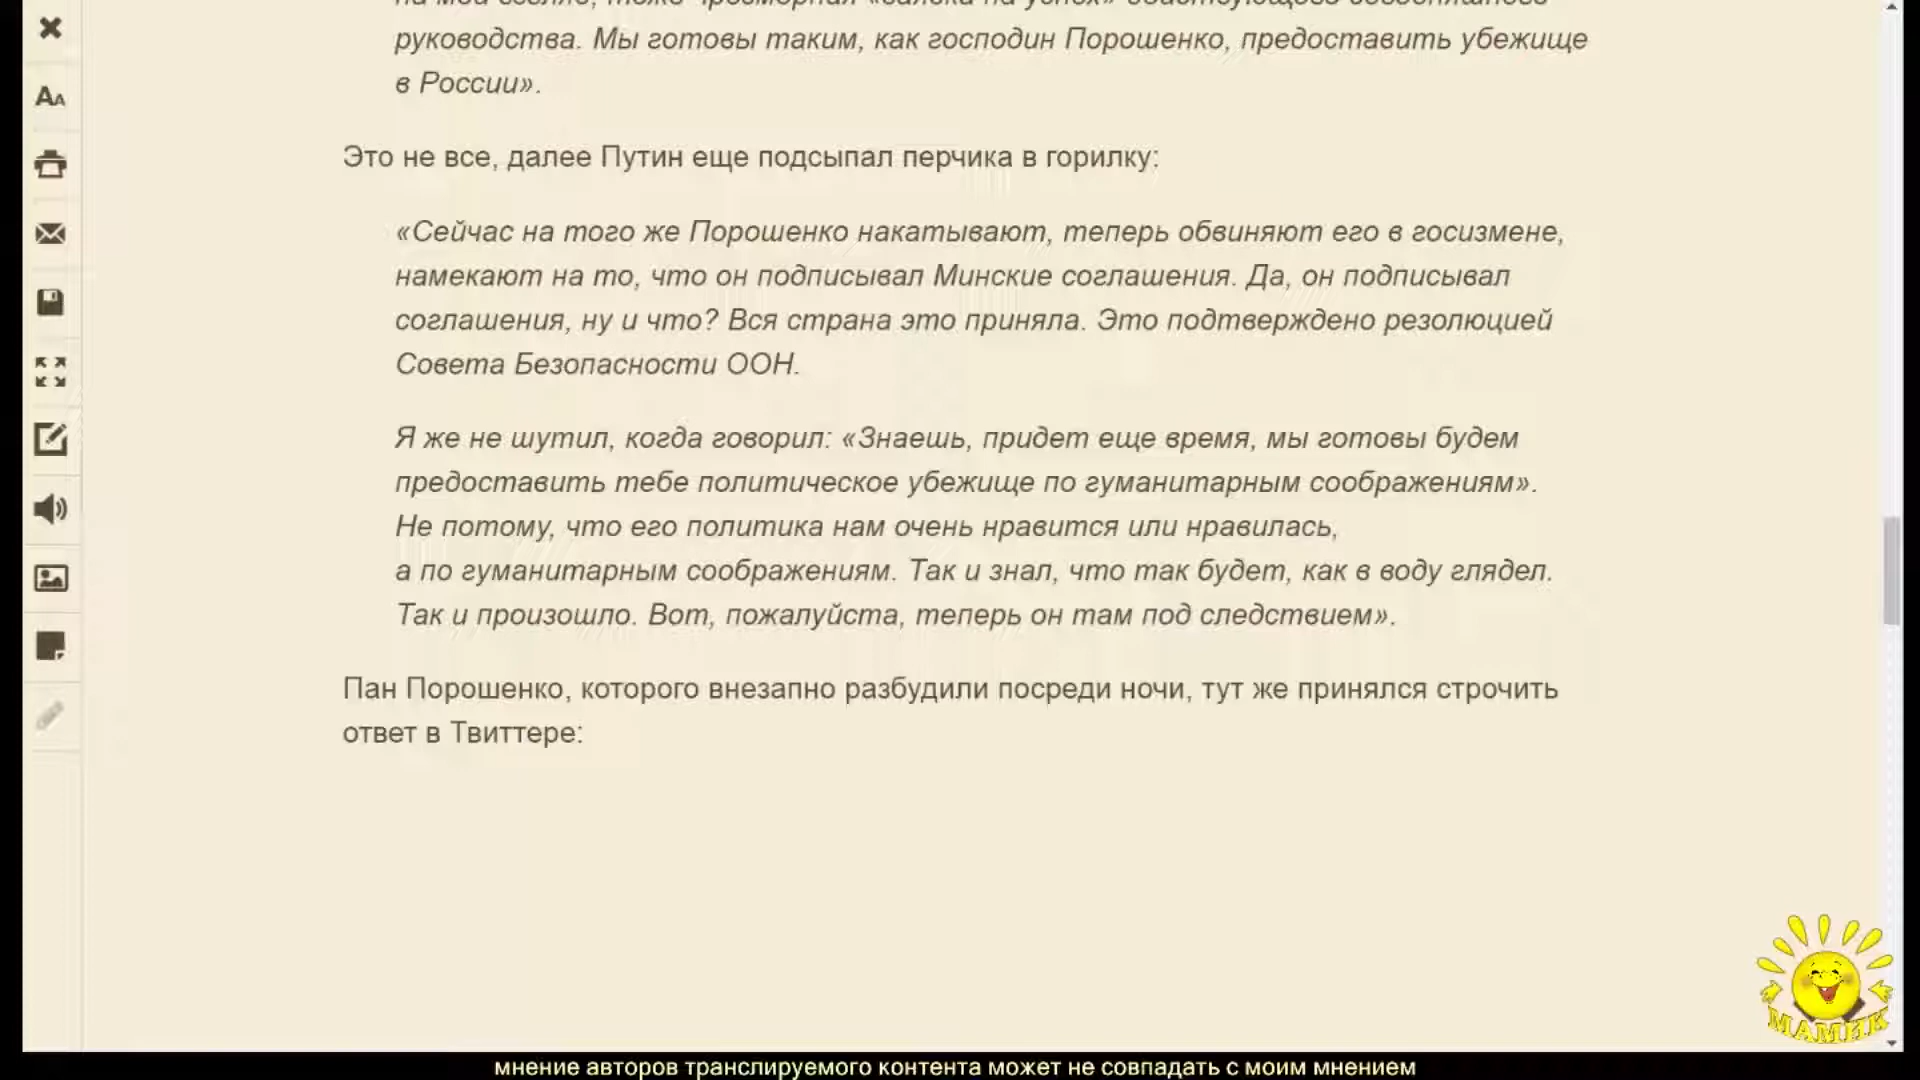 руководства. Мы готовы таким, как господин Порошенко, предоставить убежище
в России».
Это не все, далее Путин еще подсыпал перчика в горилку:
«Сейчас на того же Порошенко накатывают, теперь обвиняют его в госизмене,
намекают на то, что он подписывал Минские соглашения. Да, он подписывал
соглашения, ну и что? Вся страна это приняла. Это подтверждено резолюцией
Совета Безопасности ООН.
Я же не шутил, когда говорил: «Знаешь, придет еще время, мы готовы будем
предоставить тебе политическое убежище по гуманитарным соображениям».
Не потому, что его политика нам очень нравится или нравилась,
а по гуманитарным соображениям. Так и знал, что так будет, как в воду глядел.
Так и произошло. Вот, пожалуйста, теперь он там под следствием».
Пан Порошенко, которого внезапно разбудили посреди ночи, тут же принялся строчить
ответ в Твиттере:
МАМИК
мнение авторов транслируемого контента может не совпадать с моим мнением